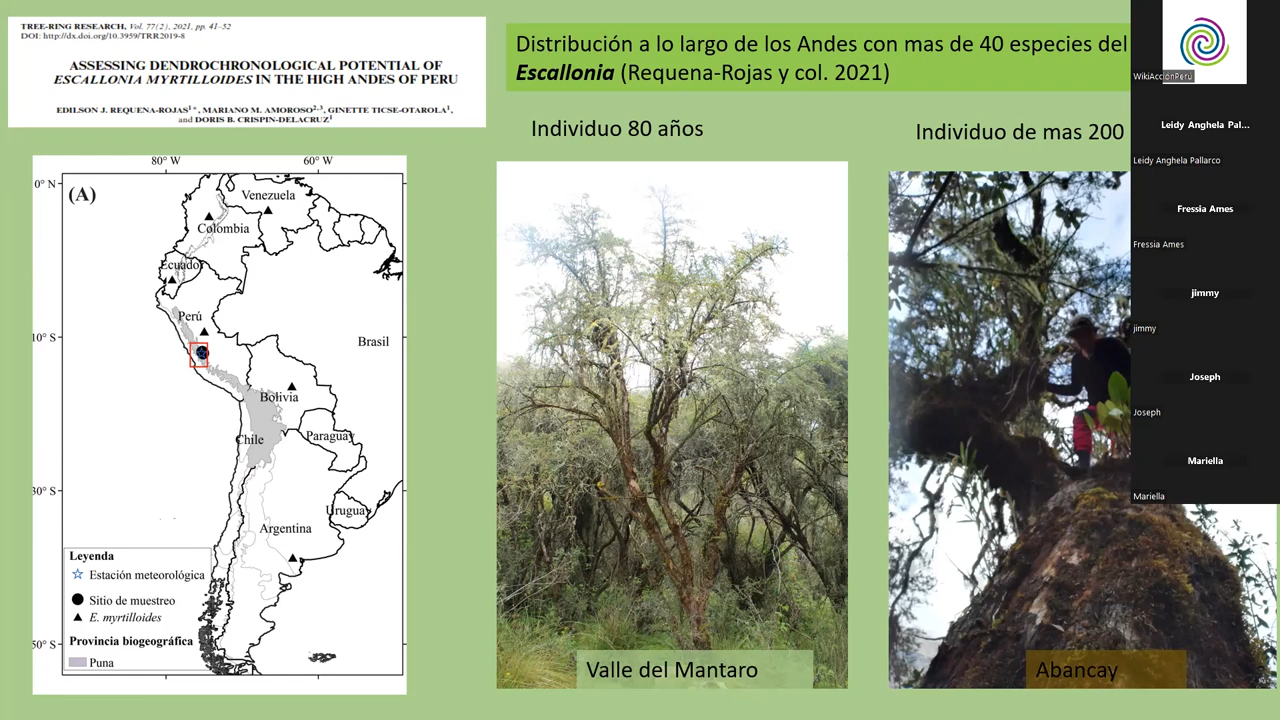 TREE-RING RESEARCH, Vol. 77(2), 2021, pp. 41–52
DOI: http://dx.doi.org/10.3959/TRR2019-8
ASSESSING DENDROCHRONOLOGICAL POTENTIAL OF
ESCALLONIA MYRTILLOIDES IN THE HIGH ANDES OF PERU
EDILSON J. REQUENA-ROJAS1*, MARIANO M. AMOROSO2,3, GINETTE TICSE-OTAROLA1,
and DORIS B. CRISPIN-DELACRUZ1
Distribución a lo largo de los Andes con mas de 40 especies del
Escallonia (Requena-Rojas y col. 2021)
Individuo 80 años
Individuo de mas 200
80° W
60° W
0° N
(A)
Venezuela
Colombia
Ecuador
Perú
10° S
Brasil
Bolivia
Chile
Paraguay
30° S
Uruguay
Argentina
50° S
Leyenda
Estación meteorológica
Sitio de muestreo
E. myrtilloides
Provincia biogeográfica
Puna
Valle del Mantaro
Abancay
WikiAcciónPerú
Leidy Anghela Pal...
Leidy Anghela Pallarco
Fressia Ames
Fressia Ames
jimmy
jimmy
Joseph
Joseph
Mariella
Mariella